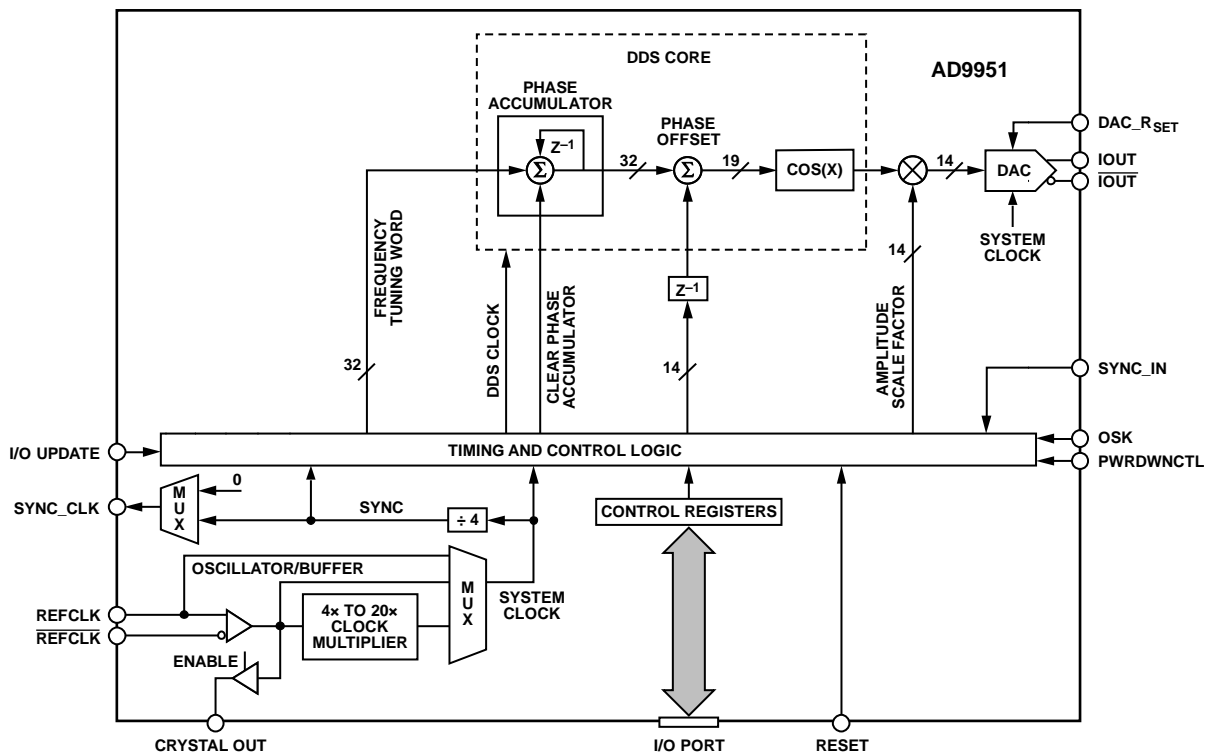 DDS CORE
AD9951
PHASE
ACCUMULATOR
PHASE
OFFSET
Z–1
Σ
32
Σ
19
COS(X)
14
DAC
DAC_RSET
IOUT
IOUT
SYSTEM
CLOCK
14
Z–1
FREQUENCY
TUNING WORD
DDS CLOCK
CLEAR PHASE
ACCUMULATOR
AMPLITUDE
SCALE FACTOR
32
14
SYNC_IN
I/O UPDATE
TIMING AND CONTROL LOGIC
OSK
PWRDWNCTL
SYNC_CLK
MUX
0
SYNC
÷ 4
CONTROL REGISTERS
OSCILLATOR/BUFFER
REFCLK
REFCLK
4× TO 20×
CLOCK
MULTIPLIER
MUX
SYSTEM
CLOCK
ENABLE
CRYSTAL OUT
I/O PORT
RESET